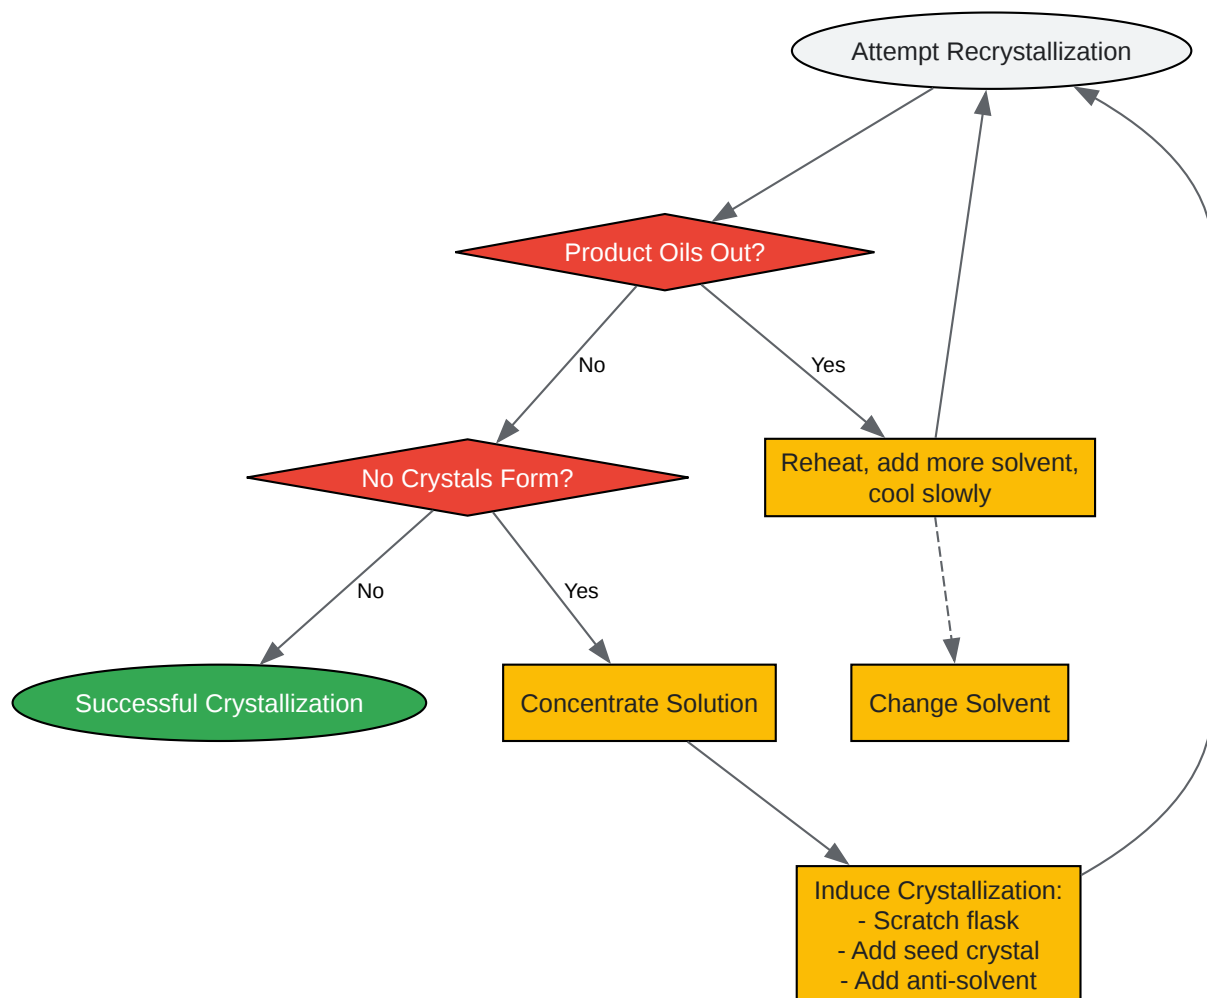 Attempt Recrystallization
Product Oils Out?
No
Yes
No Crystals Form?
Reheat, add more solvent,
cool slowly
No
Yes
Successful Crystallization
Concentrate Solution
Change Solvent
Induce Crystallization:
- Scratch flask
- Add seed crystal
- Add anti-solvent